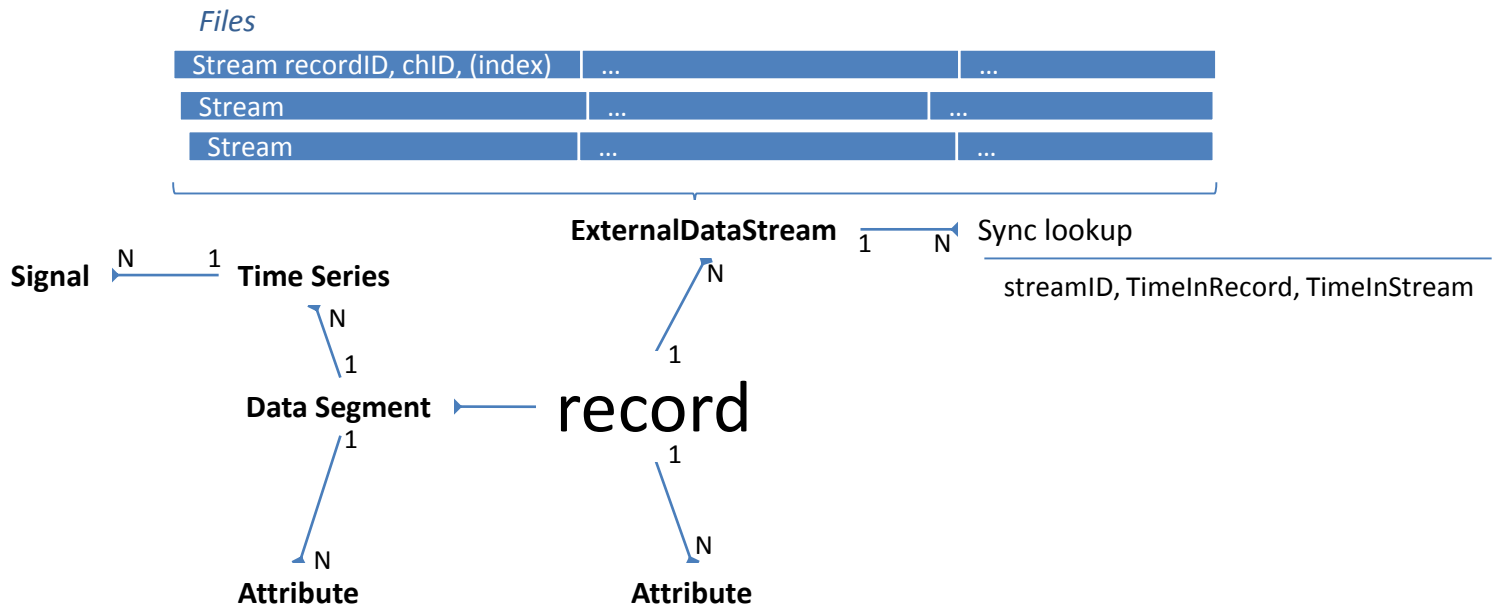 Files
Stream recordID, chID, (index) ... ...
Stream ... ...
Stream ... ...
ExternalDataStream 1 N Sync lookup
streamID, TimeInRecord, TimeInStream
Signal N 1 Time Series
N
N
1
1
Data Segment
record
1
1
N
N
Attribute
Attribute